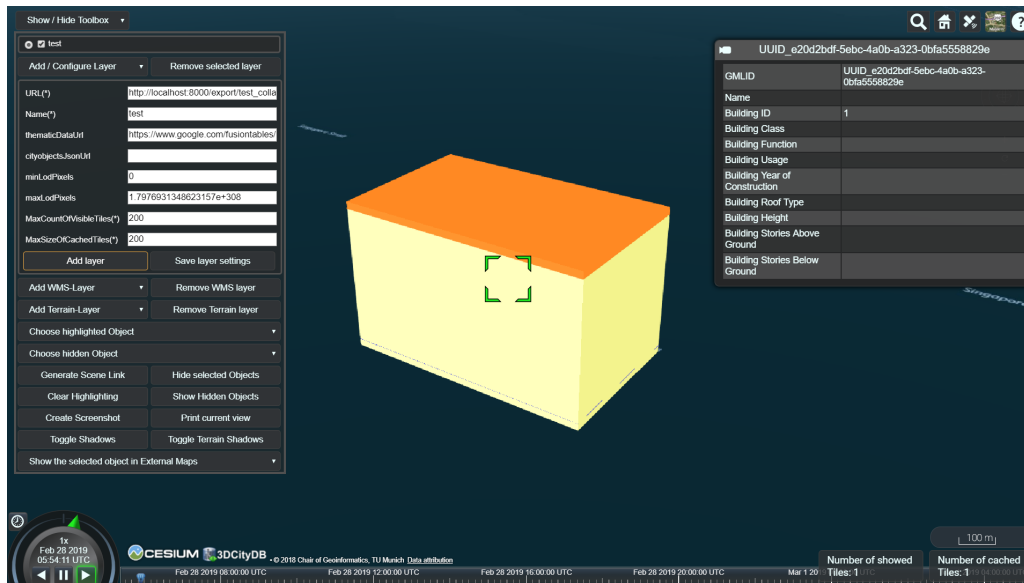 Show / Hide Toolbox
test
Add / Configure Layer
Remove selected layer
URL(*)
http://localhost:8000/export/test_colla
Name(*)
test
thematicDataUrl
https://www.google.com/fusiontables/
cityobjectsJsonUrl
minLodPixels
0
maxLodPixels
1.7976931348623157e+308
MaxCountOfVisibleTiles(*)
200
MaxSizeOfCachedTiles(*)
200
Add layer
Save layer settings
Add WMS-Layer
Remove WMS layer
Add Terrain-Layer
Remove Terrain layer
Choose highlighted Object
Choose hidden Object
Generate Scene Link
Hide selected Objects
Clear Highlighting
Show Hidden Objects
Create Screenshot
Print current view
Toggle Shadows
Toggle Terrain Shadows
Show the selected object in External Maps
UUID_e20d2bdf-5ebc-4a0b-a323-0bfa5558829e
GMLID
UUID_e20d2bdf-5ebc-4a0b-a323-
0bfa5558829e
Name
Building ID
1
Building Class
Building Function
Building Usage
Building Year of
Construction
Building Roof Type
Building Height
Building Stories Above
Ground
Building Stories Below
Ground
Singapore
100 m
1x
Feb 28 2019
05:54:11 UTC
CESIUM 3DCityDB
• © 2018 Chair of Geoinformatics, TU Munich Data attribution
Feb 28 2019 08:00:00 UTC
Feb 28 2019 12:00:00 UTC
Feb 28 2019 16:00:00 UTC
Feb 28 2019 20:00:00 UTC
Mar 1 20
Number of showed
Tiles: 1
Number of cached
Tiles: 1